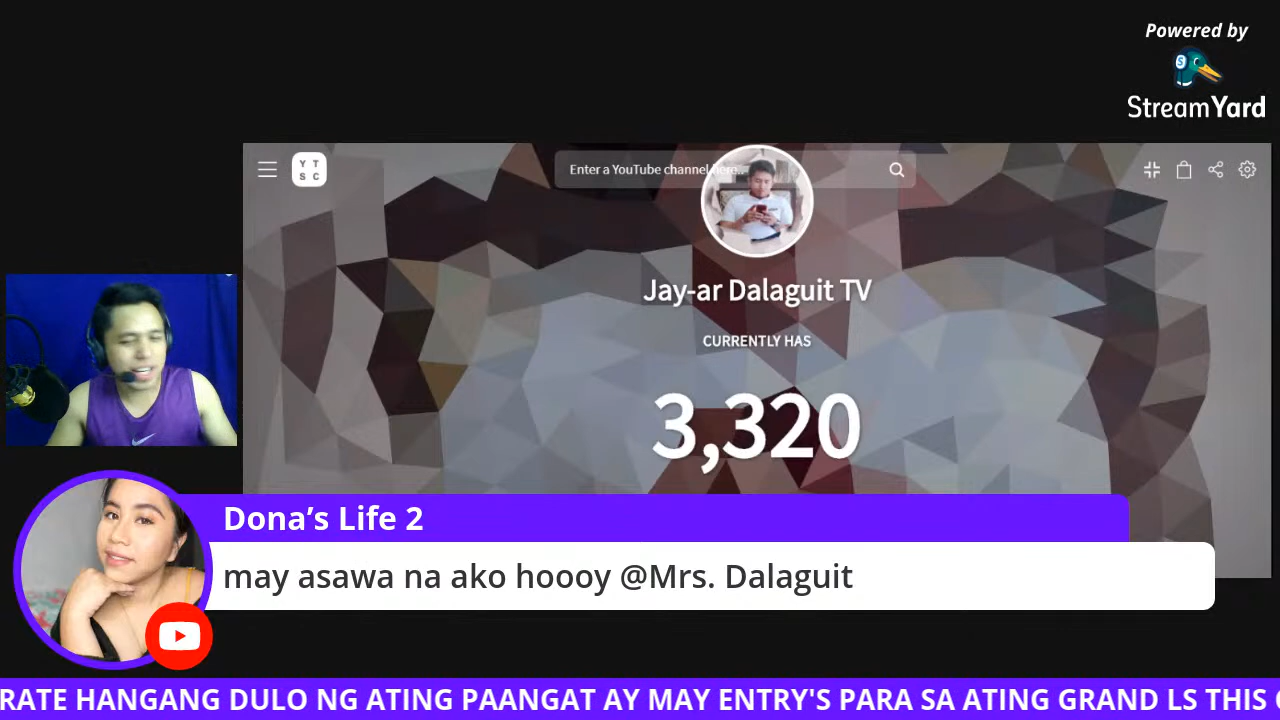 Powered by
StreamYard
Y T
S C
Enter a YouTube channel here...
Jay-ar Dalaguit TV
CURRENTLY HAS
3,320
Dona’s Life 2
may asawa na ako hoooy @Mrs. Dalaguit
RATE HANGANG DULO NG ATING PAANGAT AY MAY ENTRY'S PARA SA ATING GRAND LS THIS